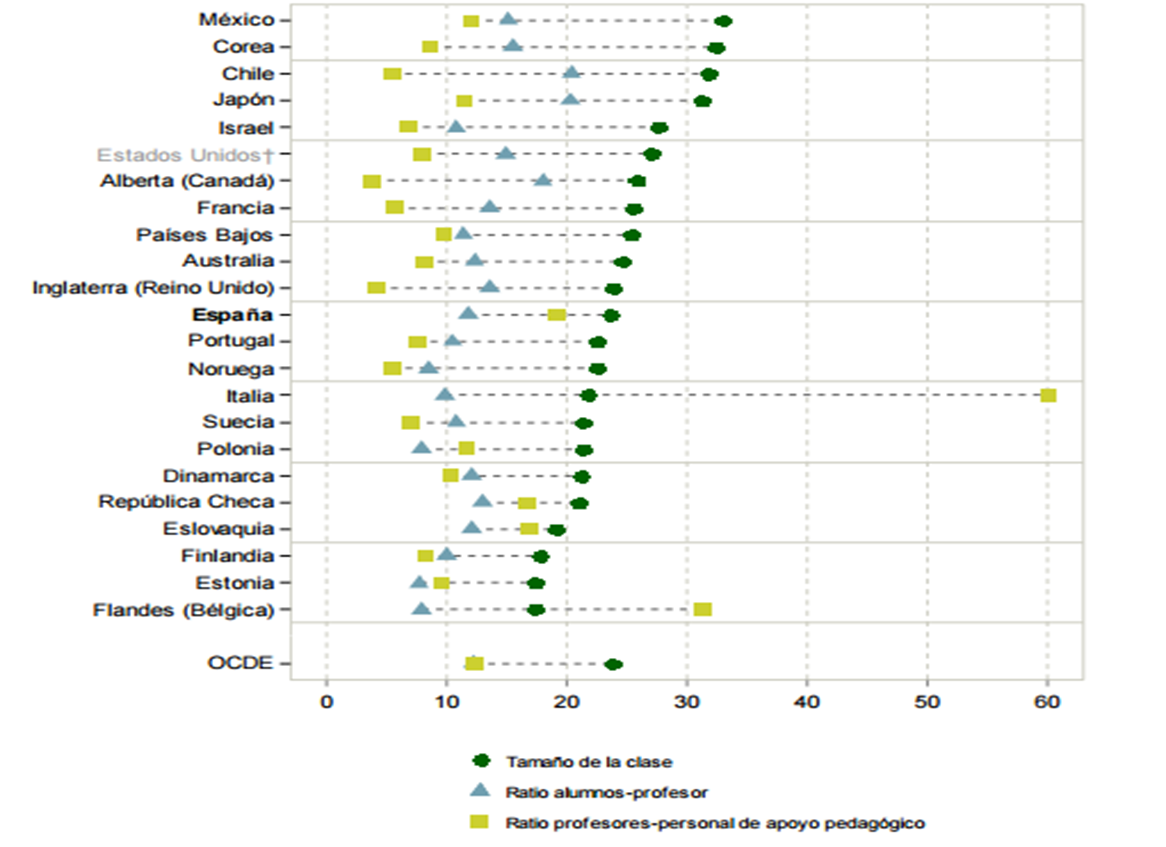 México
Corea
Chile
Japón
Israel
Estados Unidos†
Alberta (Canadá)
Francia
Países Bajos
Australia
Inglaterra (Reino Unido)
España
Portugal
Noruega
Italia
Suecia
Polonia
Dinamarca
República Checa
Eslovaquia
Finlandia
Estonia
Flandes (Bélgica)
OCDE
0 10 20 30 40 50 60
Tamaño de la clase
Ratio alumnos-profesor
Ratio profesores-personal de apoyo pedagógico